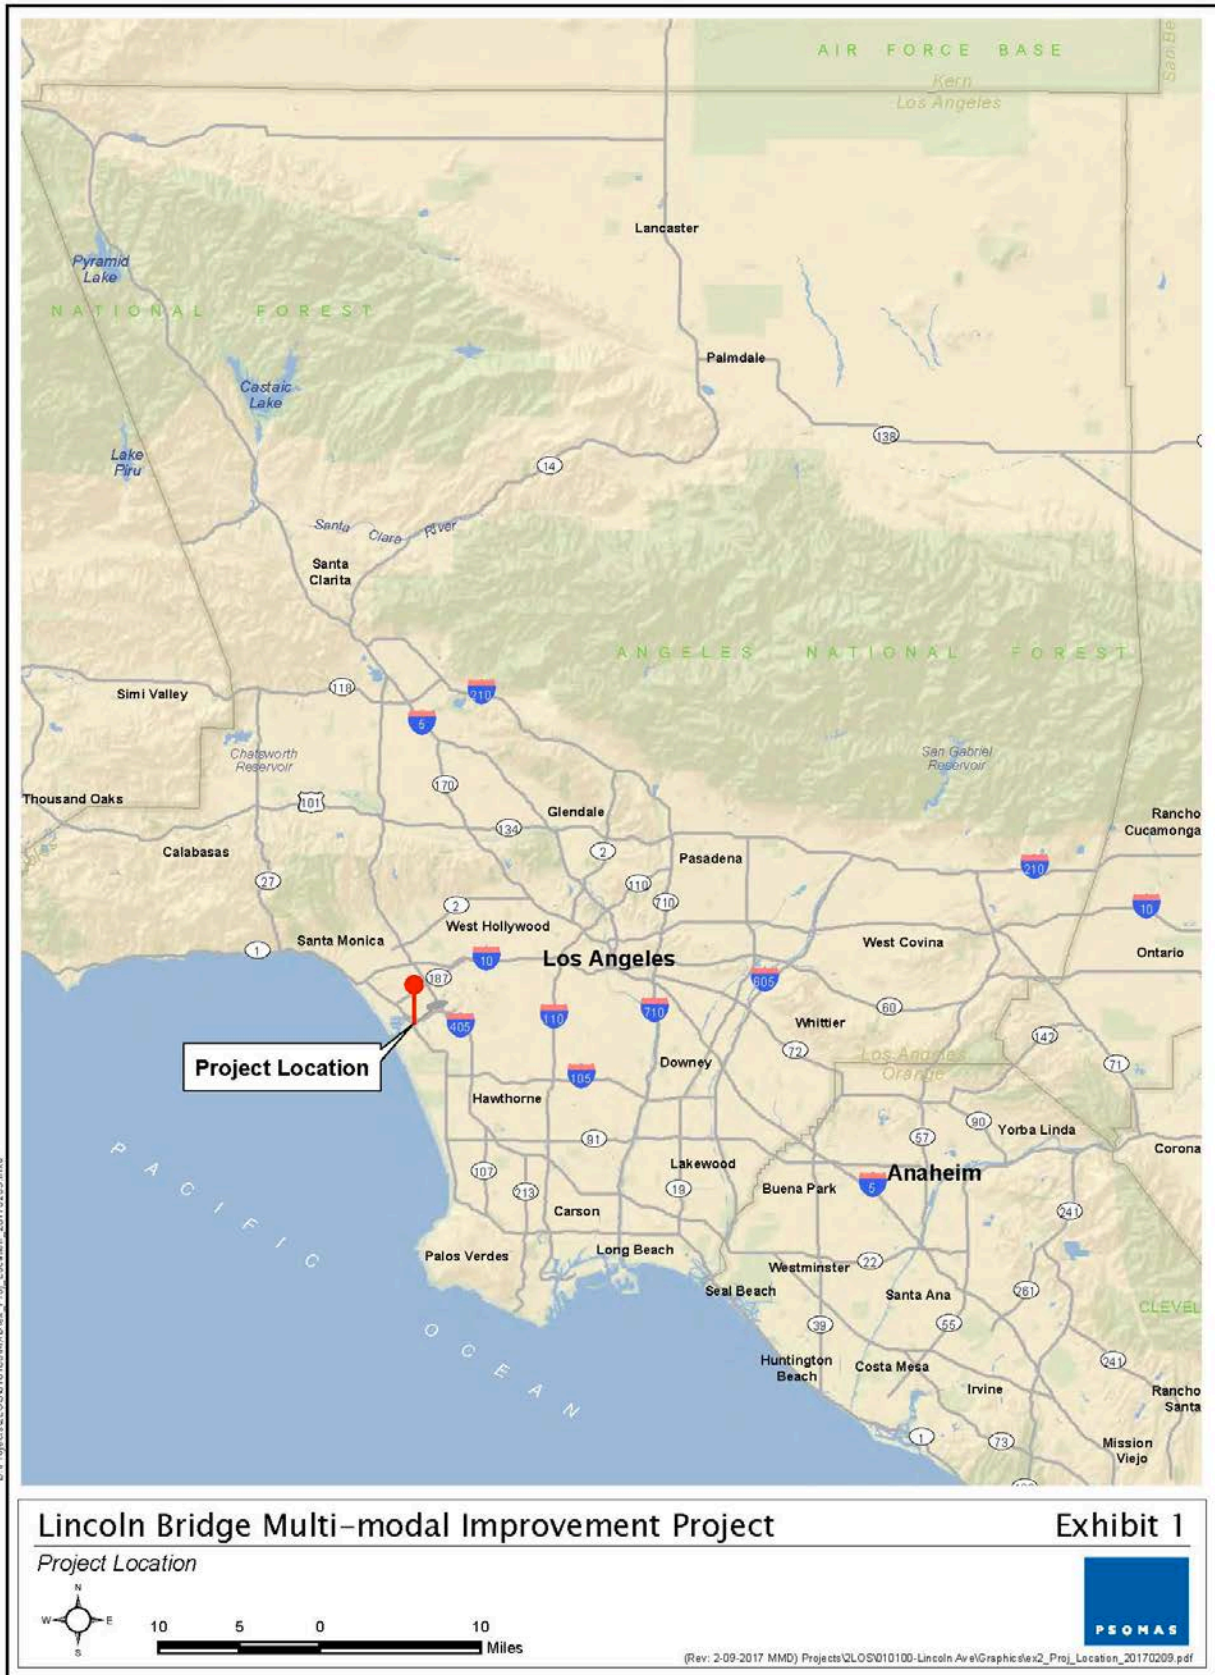 AIR FORCE BASE
San Be
Kern
Los Angeles
Lancaster
Pyramid
Lake
NATIONAL FOREST
Palmdale
Castaic
Lake
138
Lake
Piru
14
Santa Clara River
Santa
Clarita
ANGELES NATIONAL FOREST
118
210
Simi Valley
5
Chatsworth
Reservoir
San Gabriel
Reservoir
170
Thousand Oaks
101
Glendale
Rancho
Cucamonga
134
2
Calabasas
Pasadena
210
27
110
710
2
10
West Hollywood
Santa Monica
West Covina
1
10
Los Angeles
Ontario
187
605
60
405
110
710
Whittier
142
72
Los Angeles
Orange
Project Location
Downey
71
105
Hawthorne
90
Yorba Linda
91
57
Corona
107
Lakewood
Anaheim
213
19
Buena Park
5
Carson
241
PACIFIC
Palos Verdes
Long Beach
Westminster
22
Seal Beach
Santa Ana
261
CLEVEL
39
55
OCEAN
Huntington
Beach
Costa Mesa
241
Irvine
Rancho
Santa
1
73
Mission
Viejo
Lincoln Bridge Multi-modal Improvement Project
Exhibit 1
Project Location
N
W E
S
10 5 0 10
Miles
PSOMAS
(Rev: 2-09-2017 MMD) Projects\2LOS\010100-Lincoln Ave\Graphics\ex2_Proj_Location_20170209.pdf